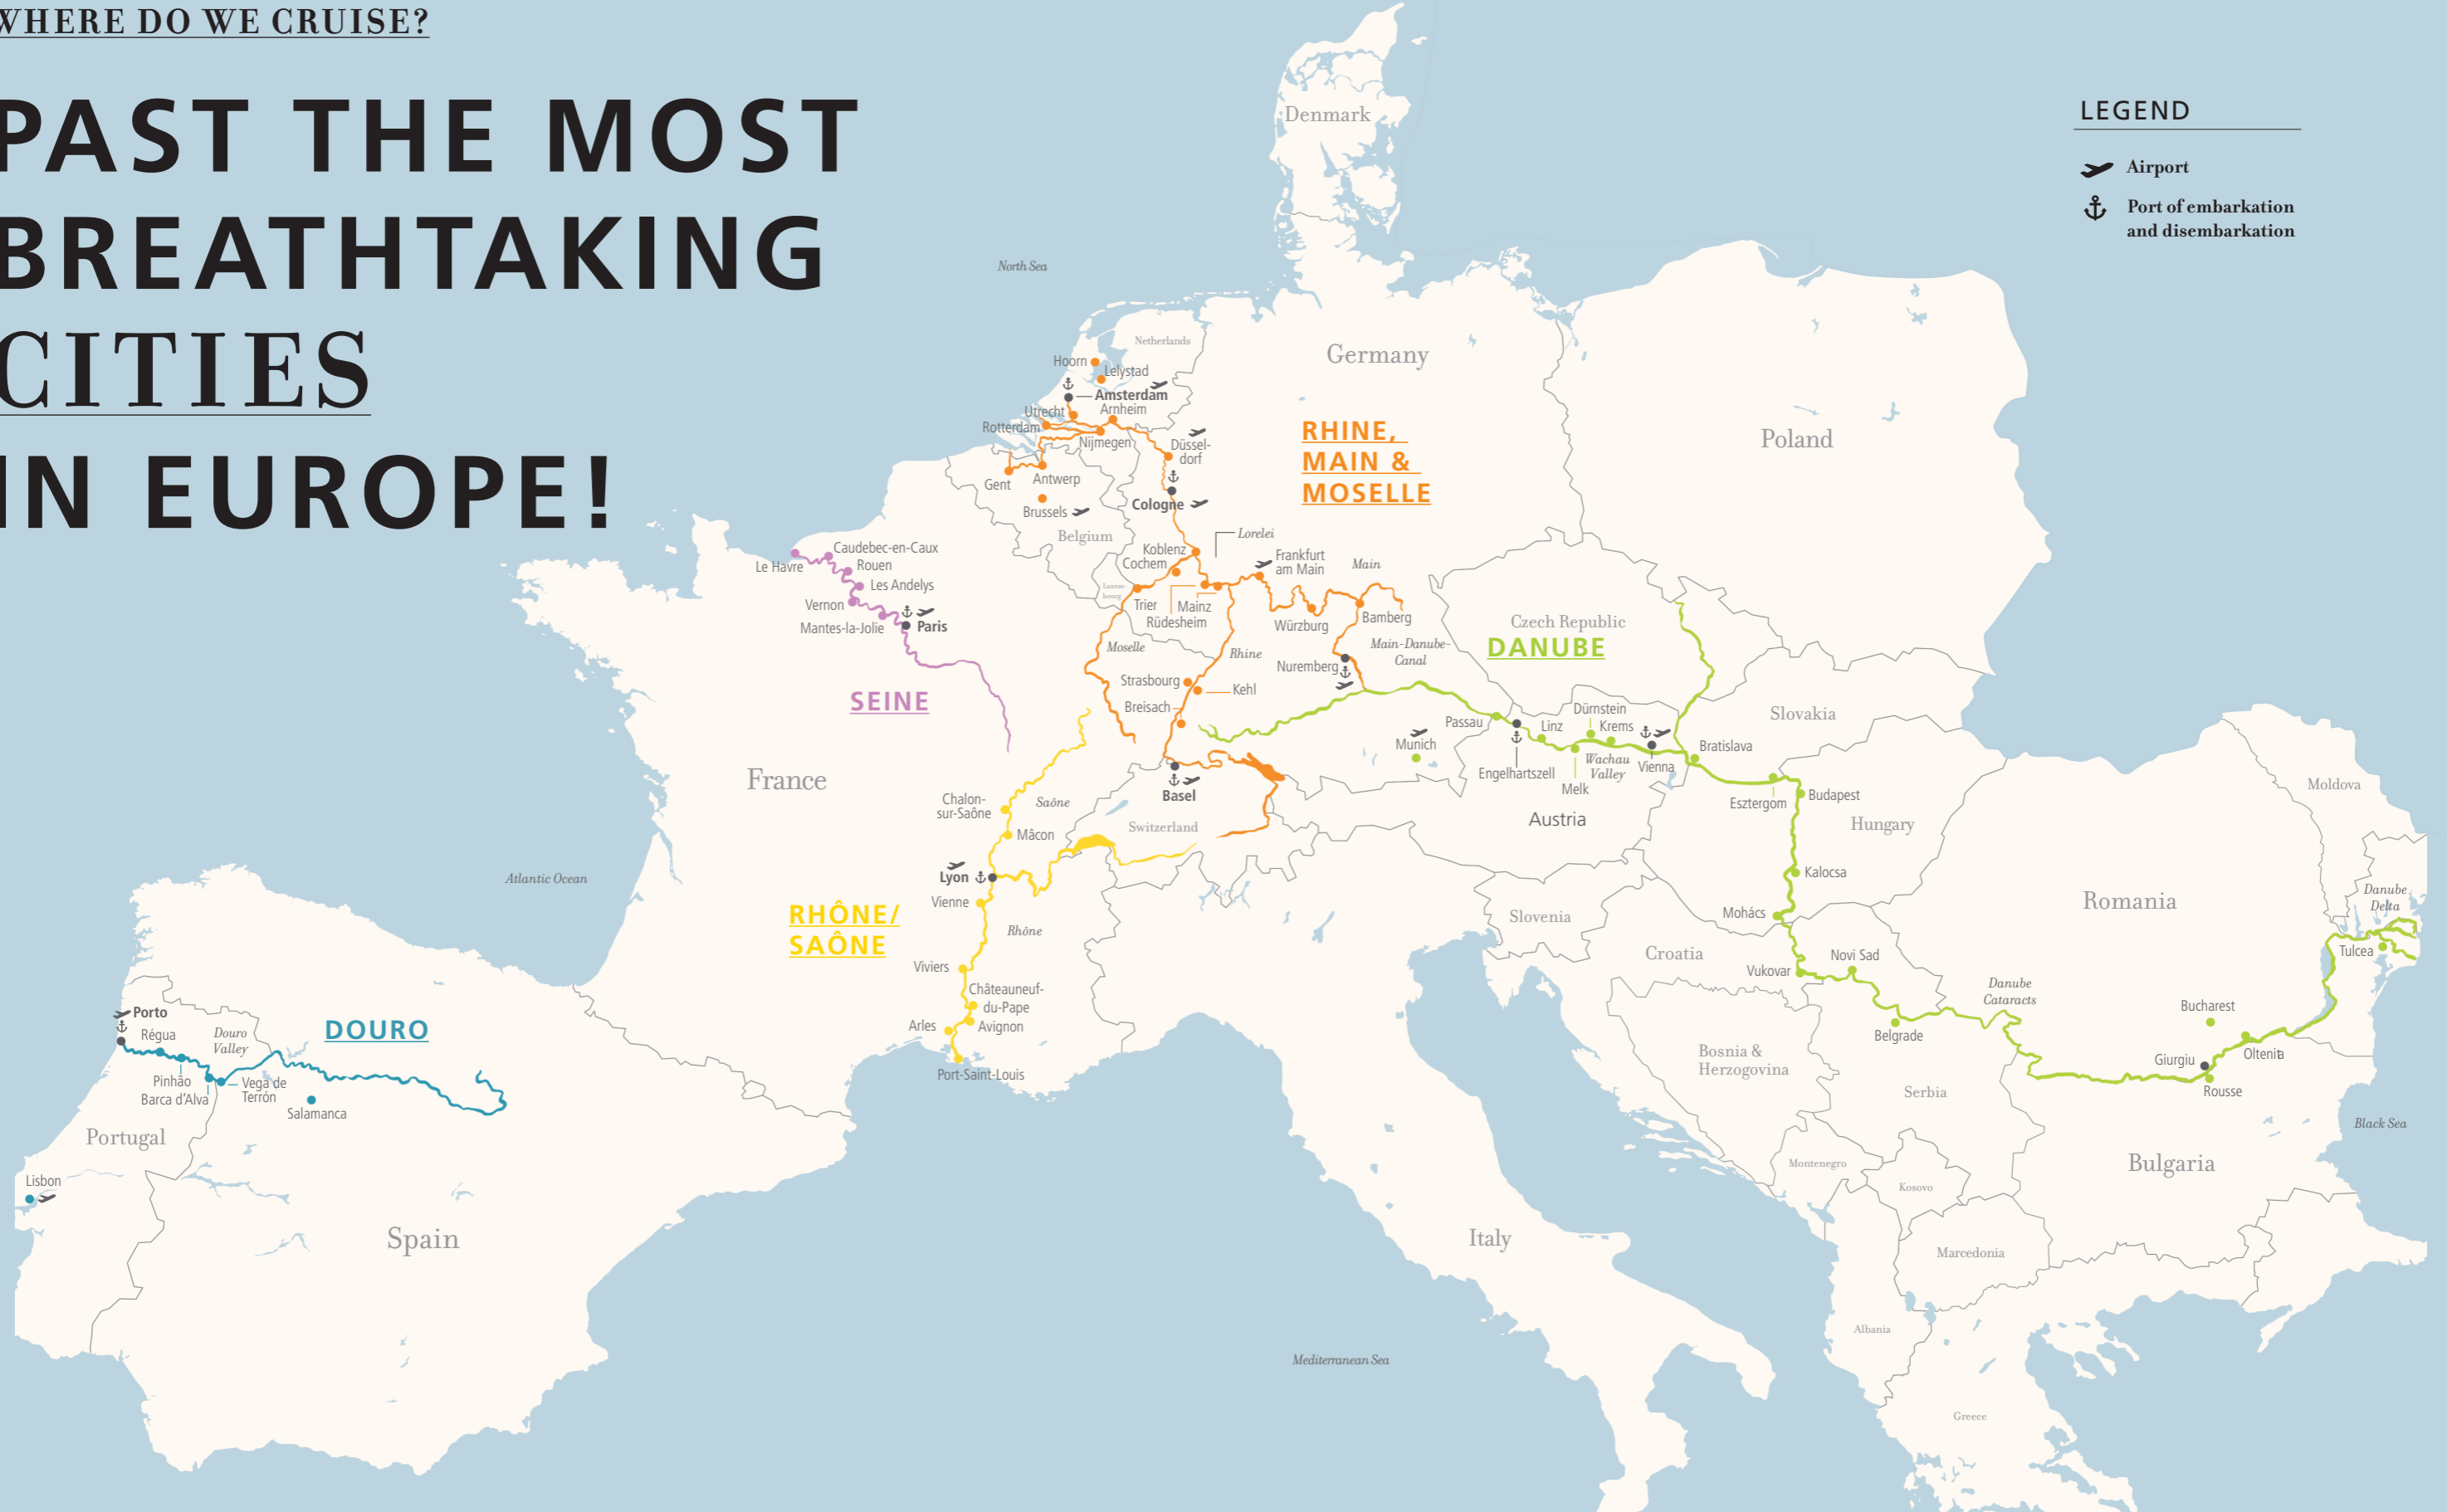 WHERE DO WE CRUISE?
PAST THE MOST
BREATHTAKING
CITIES
IN EUROPE!
LEGEND
Airport
Port of embarkation
and disembarkation
Denmark
North Sea
Netherlands
Germany
Poland
Hoorn
Lelystad
Amsterdam
Arnheim
Utrecht
Rotterdam
Nijmegen
Düssel-
dorf
Gent
Antwerp
Brussels
Cologne
Belgium
RHINE,
MAIN &
MOSELLE
Lorelei
Koblenz
Cochem
Frankfurt
am Main
Main
Luxem-
bourg
Trier
Mainz
Rüdesheim
Würzburg
Bamberg
Main-Danube-
Canal
Nuremberg
Moselle
Rhine
Strasbourg
Kehl
Breisach
Basel
Switzerland
Le Havre
Caudebec-en-Caux
Rouen
Les Andelys
Vernon
Mantes-la-Jolie
Paris
SEINE
France
Czech Republic
DANUBE
Slovakia
Passau
Munich
Engelhartszell
Linz
Dürnstein
Krems
Melk
Wachau
Valley
Vienna
Bratislava
Esztergom
Budapest
Austria
Hungary
Moldova
Chalon-
sur-Saône
Saône
Mâcon
Lyon
Vienne
Rhône
RHÔNE/
SAÔNE
Viviers
Châteauneuf-
du-Pape
Arles
Avignon
Port-Saint-Louis
Atlantic Ocean
Kalocsa
Mohács
Slovenia
Croatia
Vukovar
Novi Sad
Belgrade
Romania
Danube
Delta
Tulcea
Danube
Cataracts
Bucharest
Giurgiu
Oltenita
Rousse
Bosnia &
Herzogovina
Serbia
Black Sea
Montenegro
Kosovo
Bulgaria
Marcedonia
Albania
Greece
Italy
Mediterranean Sea
Porto
Régua
Douro
Valley
DOURO
Pinhão
Barca d'Alva
Vega de
Terrón
Salamanca
Portugal
Lisbon
Spain